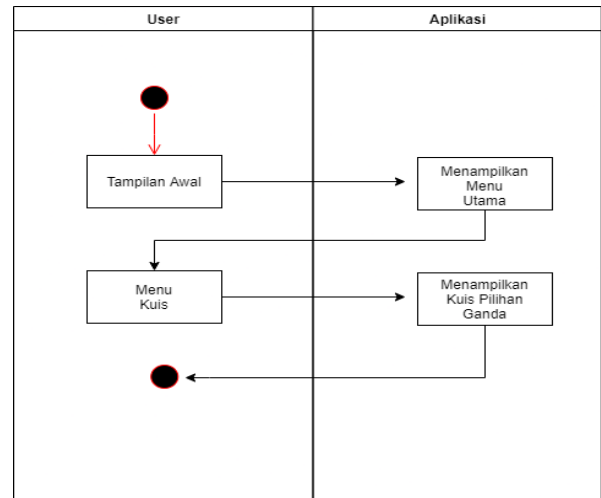 User
Aplikasi
Tampilan Awal
Menampilkan
Menu
Utama
Menu
Kuis
Menampilkan
Kuis Pilihan
Ganda